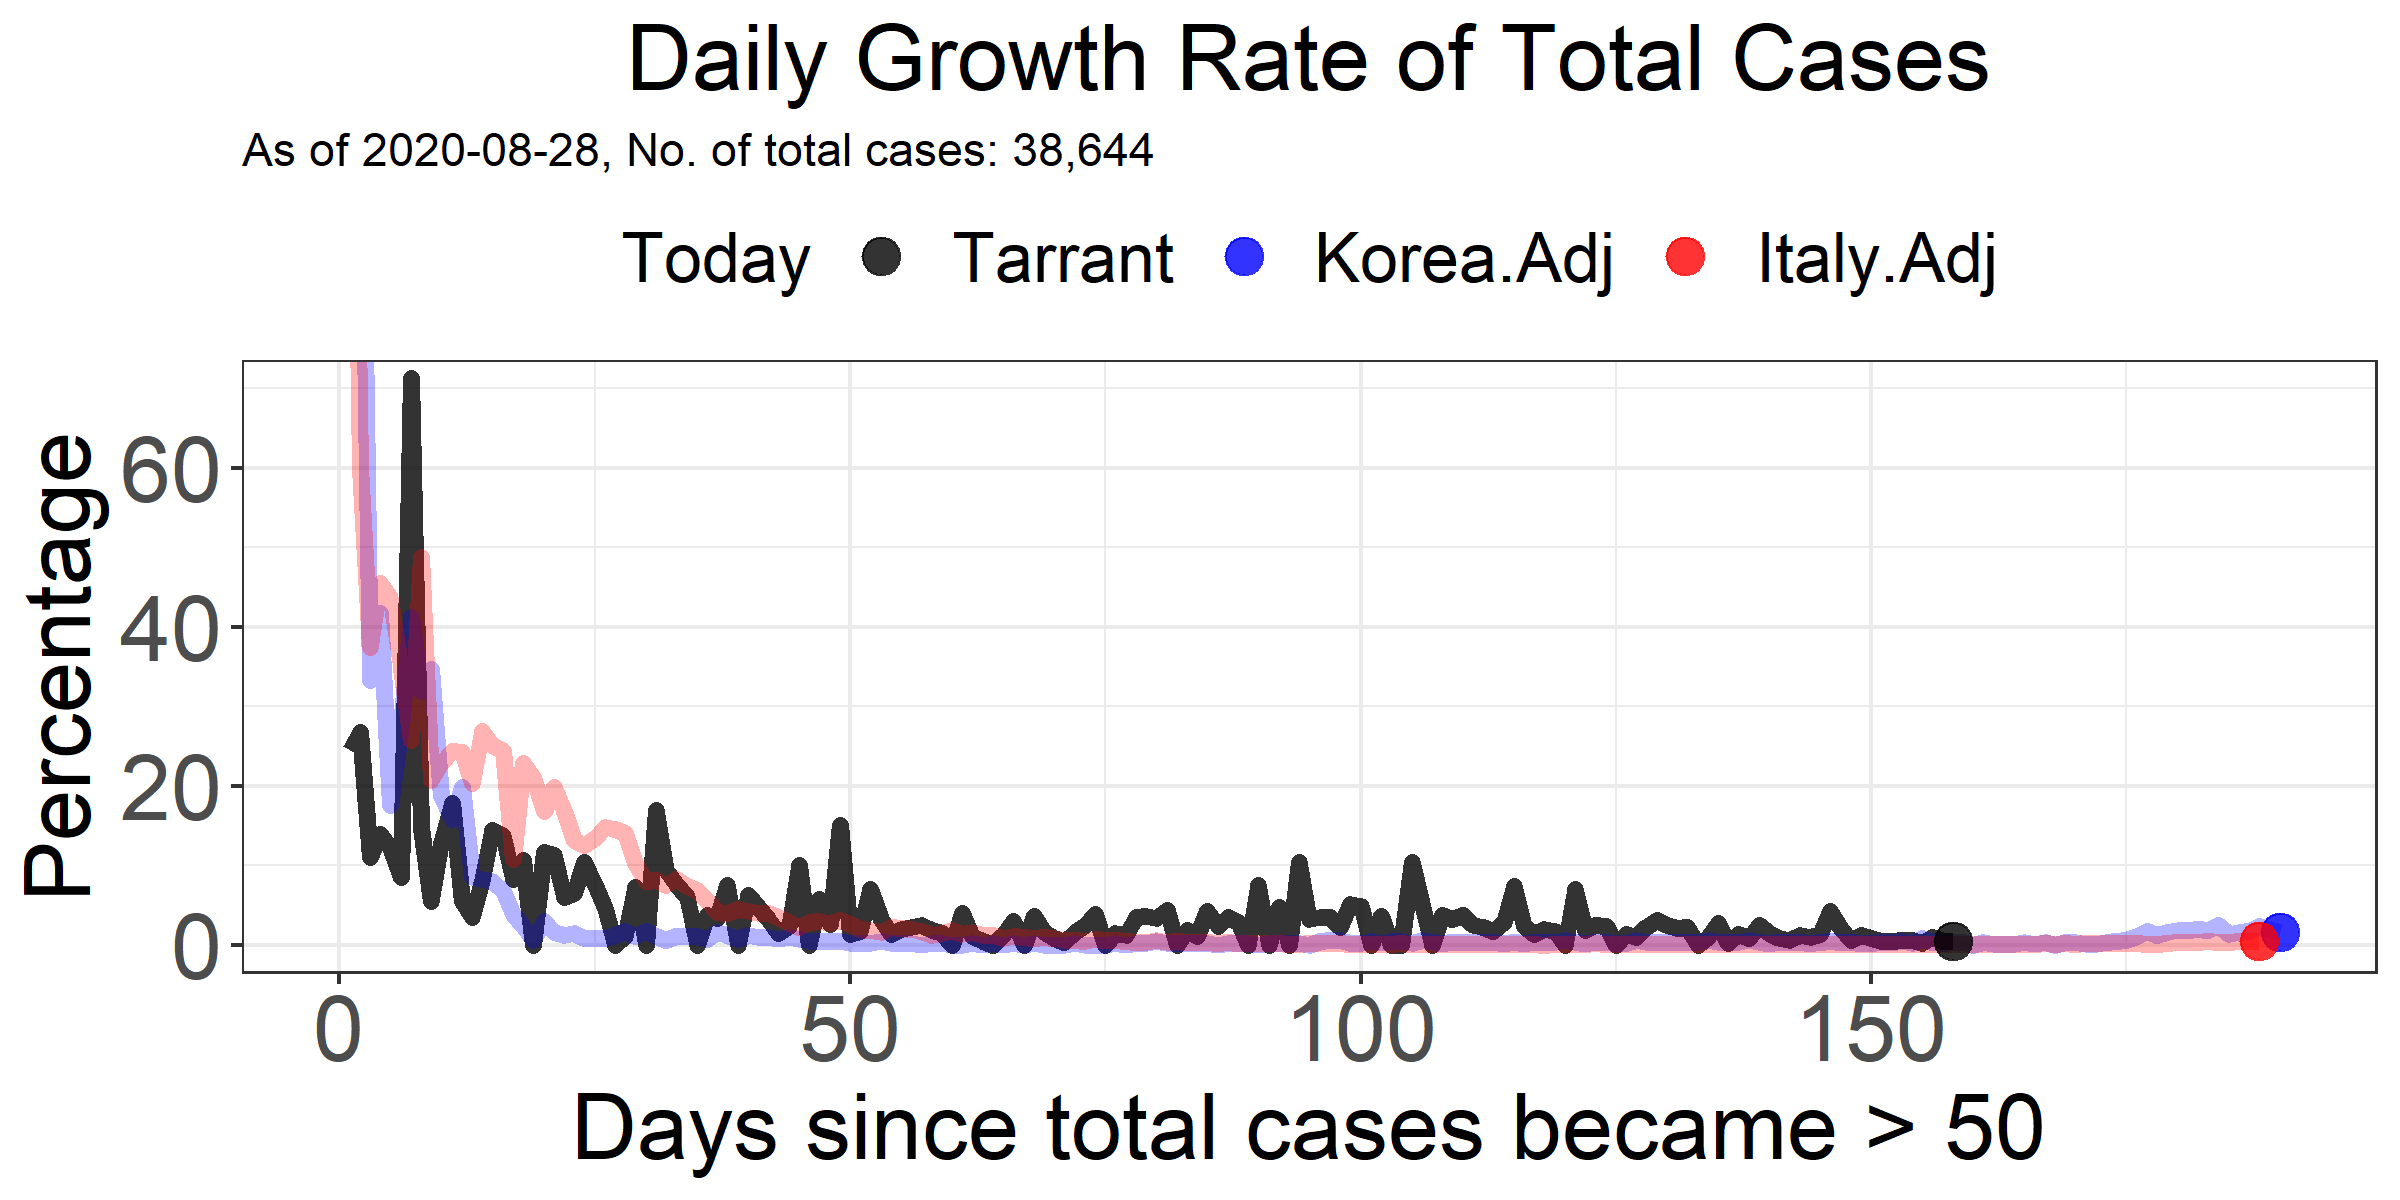 Daily Growth Rate of Total Cases
As of 2020-08-28, No. of total cases: 38,644
Today Tarrant Korea.Adj Italy.Adj
Percentage
60
40
20
0
0 50 100 150
Days since total cases became > 50